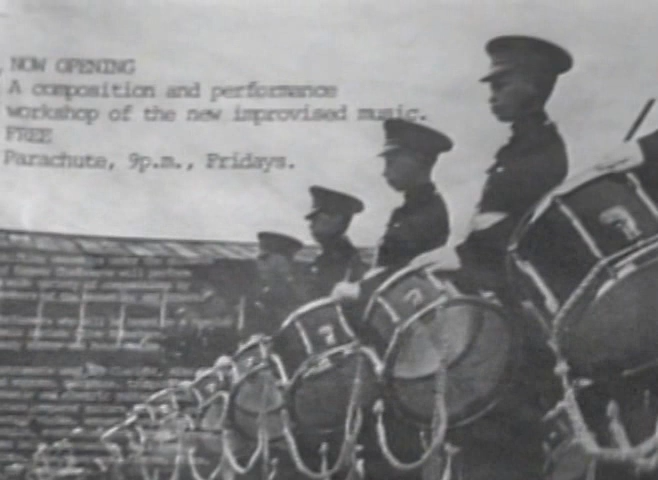 NOW OPENING
A composition and performance
workshop of the new improvised music.
FREE
Parachute, 9p.m., Fridays.